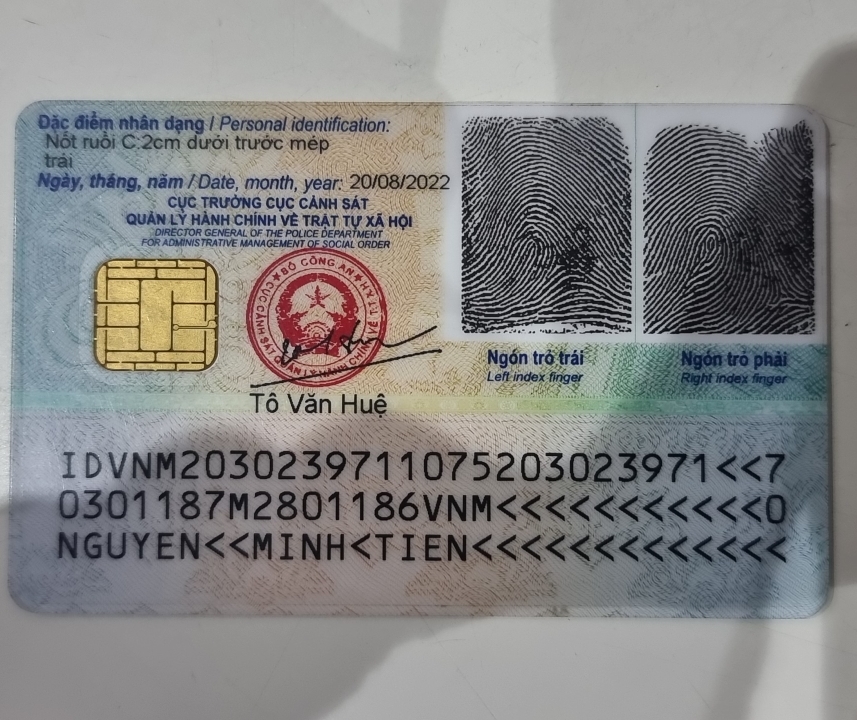 Đặc điểm nhân dạng / Personal identification:
Nốt ruồi C:2cm dưới trước mép
trái
Ngày, tháng, năm / Date, month, year: 20/08/2022
CỤC TRƯỞNG CỤC CẢNH SÁT
QUẢN LÝ HÀNH CHÍNH VỀ TRẬT TỰ XÃ HỘI
DIRECTOR GENERAL OF THE POLICE DEPARTMENT
FOR ADMINISTRATIVE MANAGEMENT OF SOCIAL ORDER
BỘ CÔNG AN
CỤC CẢNH SÁT QUẢN LÝ HÀNH CHÍNH VỀ TTXH
Tô Văn Huệ
Ngón trỏ trái
Left index finger
Ngón trỏ phải
Right index finger
IDVNM2030239711075203023971<<7
0301187M2801186VNM<<<<<<<<<<<0
NGUYEN<<MINH<TIEN<<<<<<<<<<<<<